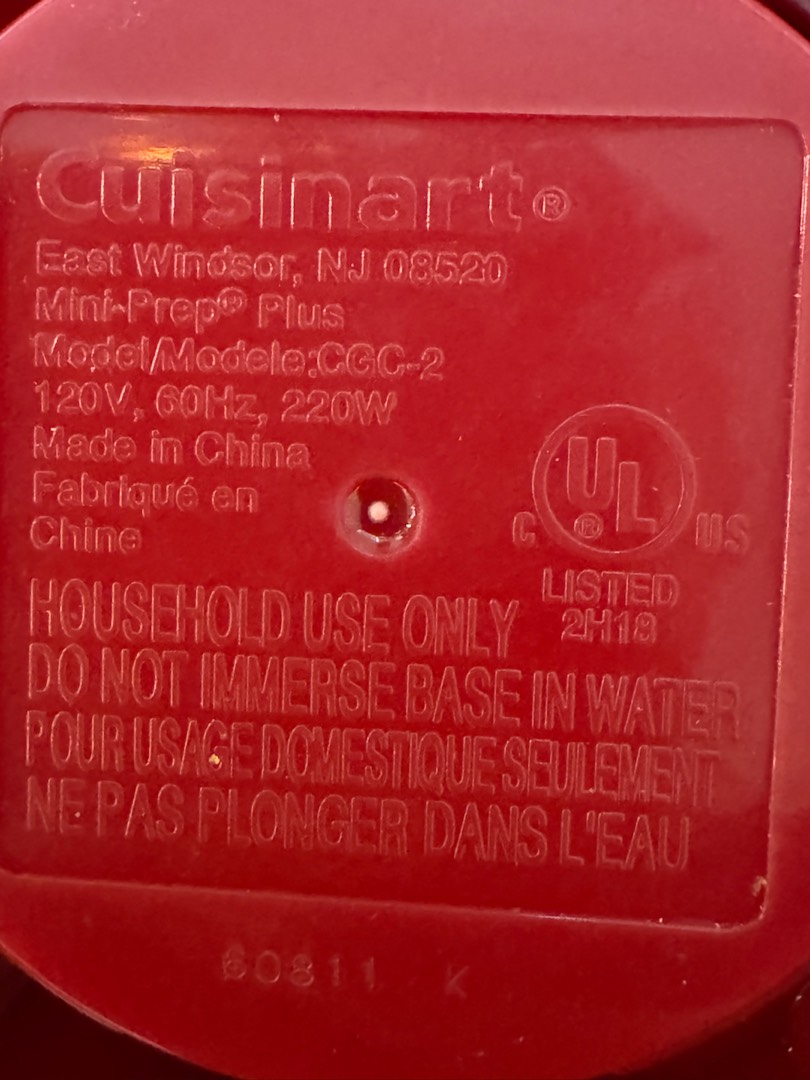 Cuisinart®
East Windsor, NJ 08520
Mini-Prep® Plus
Model/Modele:CGC-2
120V, 60Hz, 220W
Made in China
Fabriqué en
Chine
C UL® US
LISTED
2H18
HOUSEHOLD USE ONLY
DO NOT IMMERSE BASE IN WATER
POUR USAGE DOMESTIQUE SEULEMENT
NE PAS PLONGER DANS L'EAU
60811 K